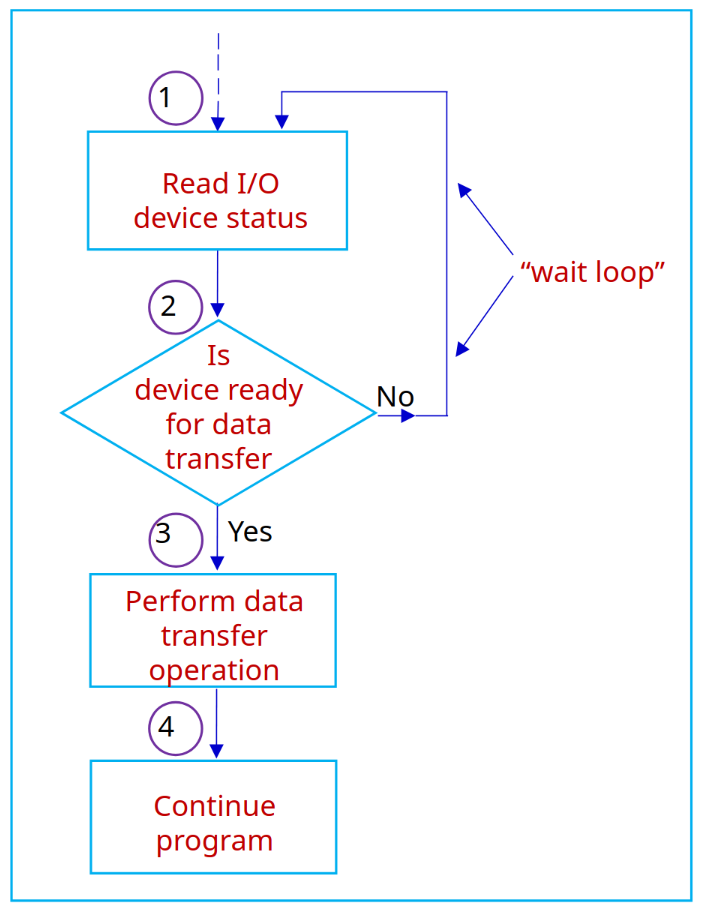 1
Read I/O
device status
“wait loop”
2
Is
device ready
for data
transfer
No
3
Yes
Perform data
transfer
operation
4
Continue
program